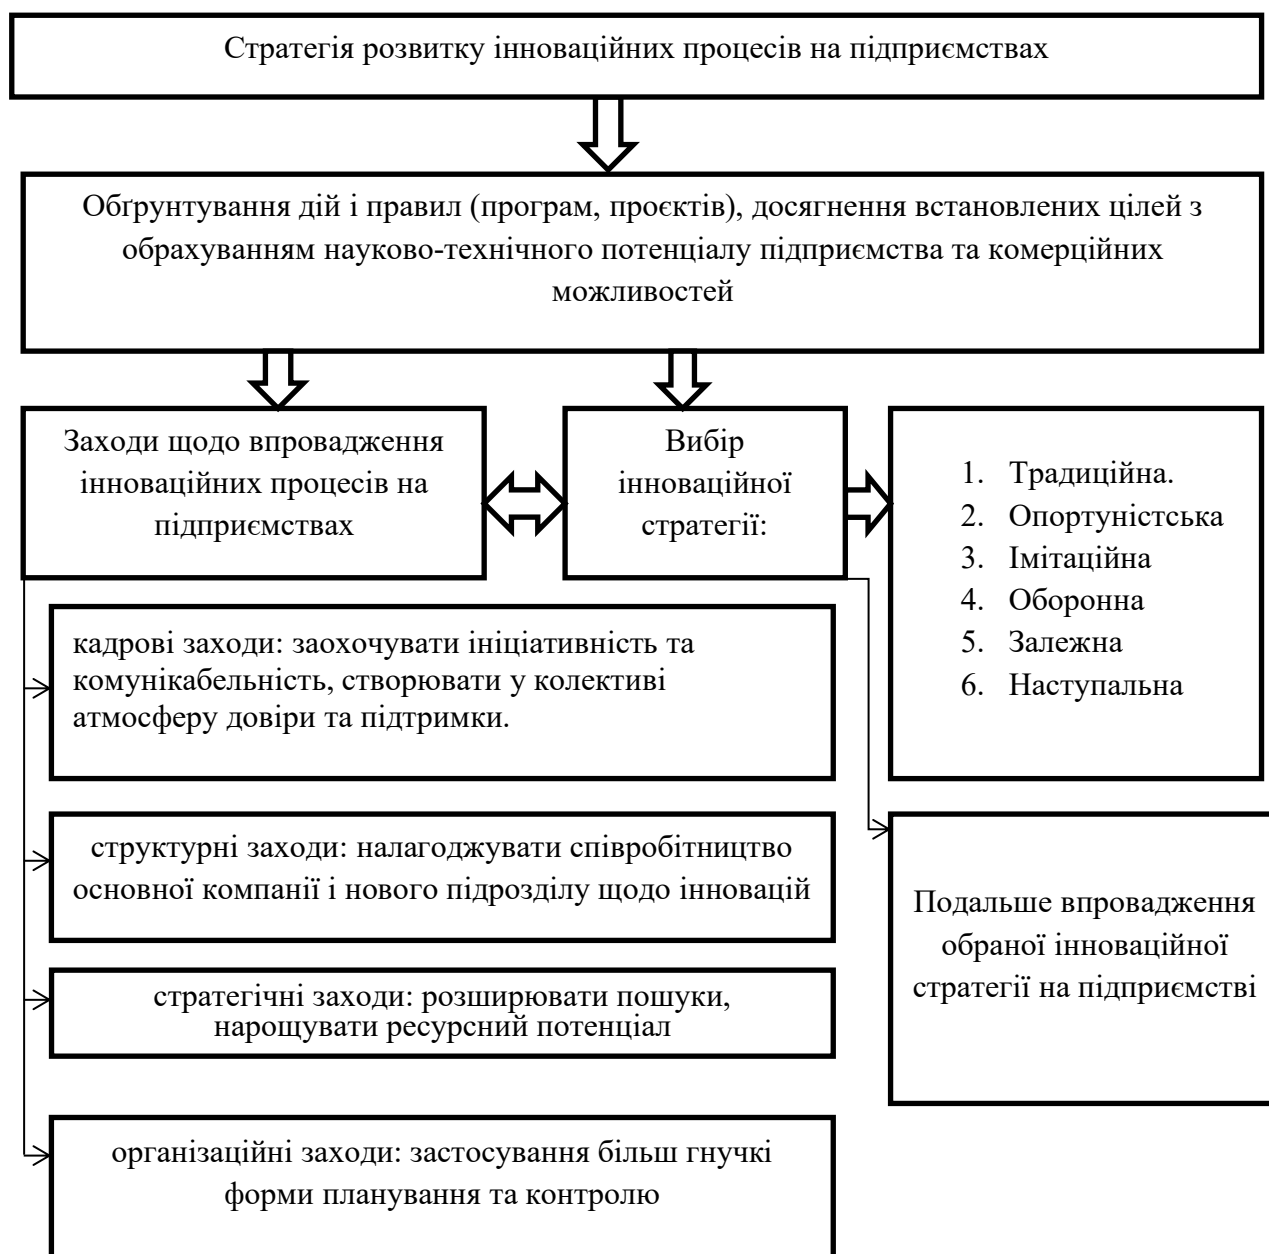 Стратегія розвитку інноваційних процесів на підприємствах
Обґрунтування дій і правил (програм, проєктів), досягнення встановлених цілей з
обрахуванням науково-технічного потенціалу підприємства та комерційних
можливостей
Заходи щодо впровадження
інноваційних процесів на
підприємствах
Вибір
інноваційної
стратегії:
1. Традиційна.
2. Опортуністська
3. Імітаційна
4. Оборонна
5. Залежна
6. Наступальна
кадрові заходи: заохочувати ініціативність та
комунікабельність, створювати у колективі
атмосферу довіри та підтримки.
структурні заходи: налагоджувати співробітництво
основної компанії і нового підрозділу щодо інновацій
стратегічні заходи: розширювати пошуки,
нарощувати ресурсний потенціал
організаційні заходи: застосування більш гнучкі
форми планування та контролю
Подальше впровадження
обраної інноваційної
стратегії на підприємстві